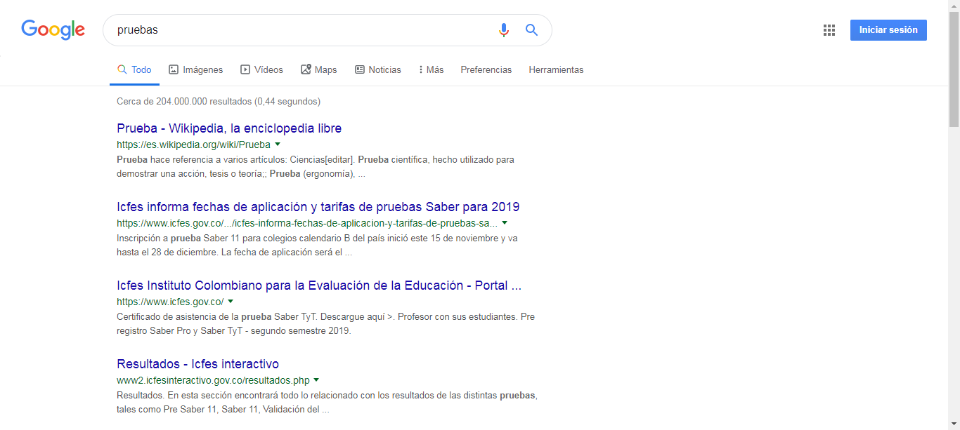 Google
pruebas
Iniciar sesión
Todo Imágenes Vídeos Maps Noticias Más Preferencias Herramientas
Cerca de 204.000.000 resultados (0,44 segundos)
Prueba - Wikipedia, la enciclopedia libre
https://es.wikipedia.org/wiki/Prueba
Prueba hace referencia a varios artículos: Ciencias[editar]. Prueba científica, hecho utilizado para
demostrar una acción, tesis o teoría;; Prueba (ergonomía), ...
Icfes informa fechas de aplicación y tarifas de pruebas Saber para 2019
https://www.icfes.gov.co/.../icfes-informa-fechas-de-aplicacion-y-tarifas-de-pruebas-sa...
Inscripción a prueba Saber 11 para colegios calendario B del país inició este 15 de noviembre y va
hasta el 28 de diciembre. La fecha de aplicación será el ...
Icfes Instituto Colombiano para la Evaluación de la Educación - Portal ...
https://www.icfes.gov.co/
Certificado de asistencia de la prueba Saber TyT. Descargue aquí >. Profesor con sus estudiantes. Pre
registro Saber Pro y Saber TyT - segundo semestre 2019.
Resultados - Icfes interactivo
www2.icfesinteractivo.gov.co/resultados.php
Resultados. En esta sección encontrará todo lo relacionado con los resultados de las distintas pruebas,
tales como Pre Saber 11, Saber 11, Validación del ...